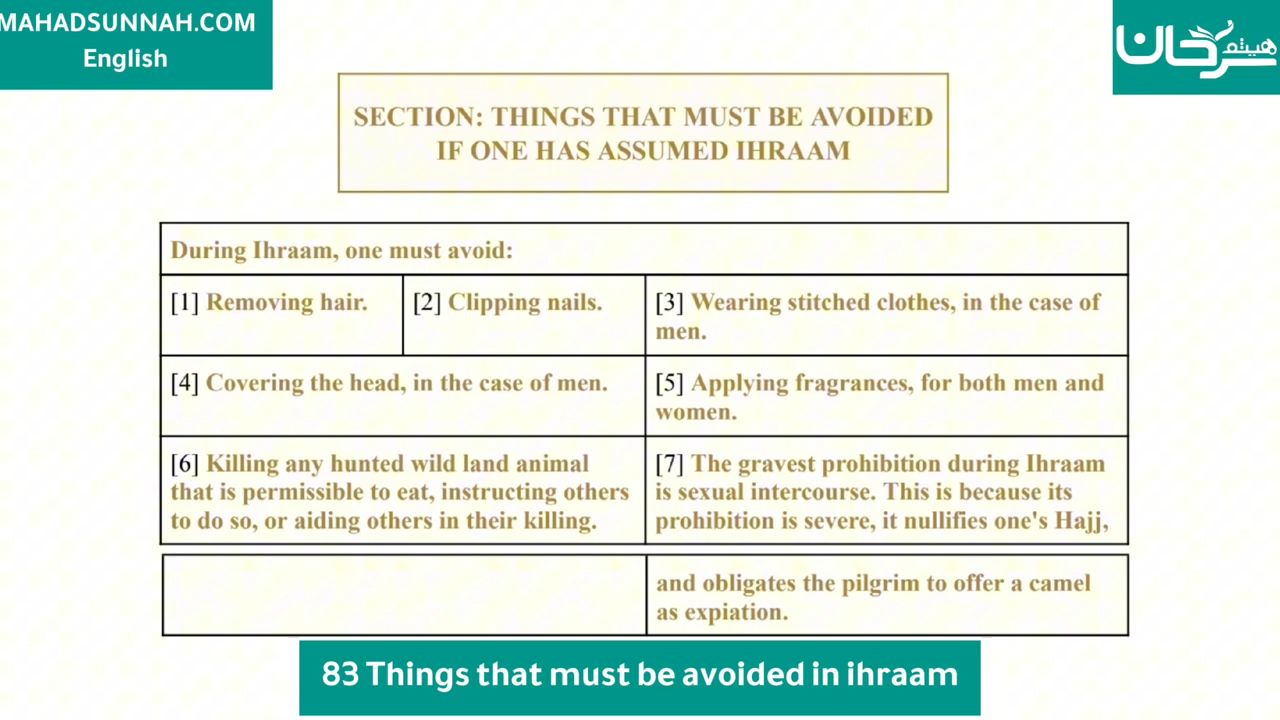 MAHADSUNNAH.COM
English
هيثم
سرحان
SECTION: THINGS THAT MUST BE AVOIDED
IF ONE HAS ASSUMED IHRAAM
During Ihraam, one must avoid:
[1] Removing hair.
[2] Clipping nails.
[3] Wearing stitched clothes, in the case of
men.
[4] Covering the head, in the case of men.
[5] Applying fragrances, for both men and
women.
[6] Killing any hunted wild land animal
that is permissible to eat, instructing others
to do so, or aiding others in their killing.
[7] The gravest prohibition during Ihraam
is sexual intercourse. This is because its
prohibition is severe, it nullifies one's Hajj,
and obligates the pilgrim to offer a camel
as expiation.
83 Things that must be avoided in ihraam